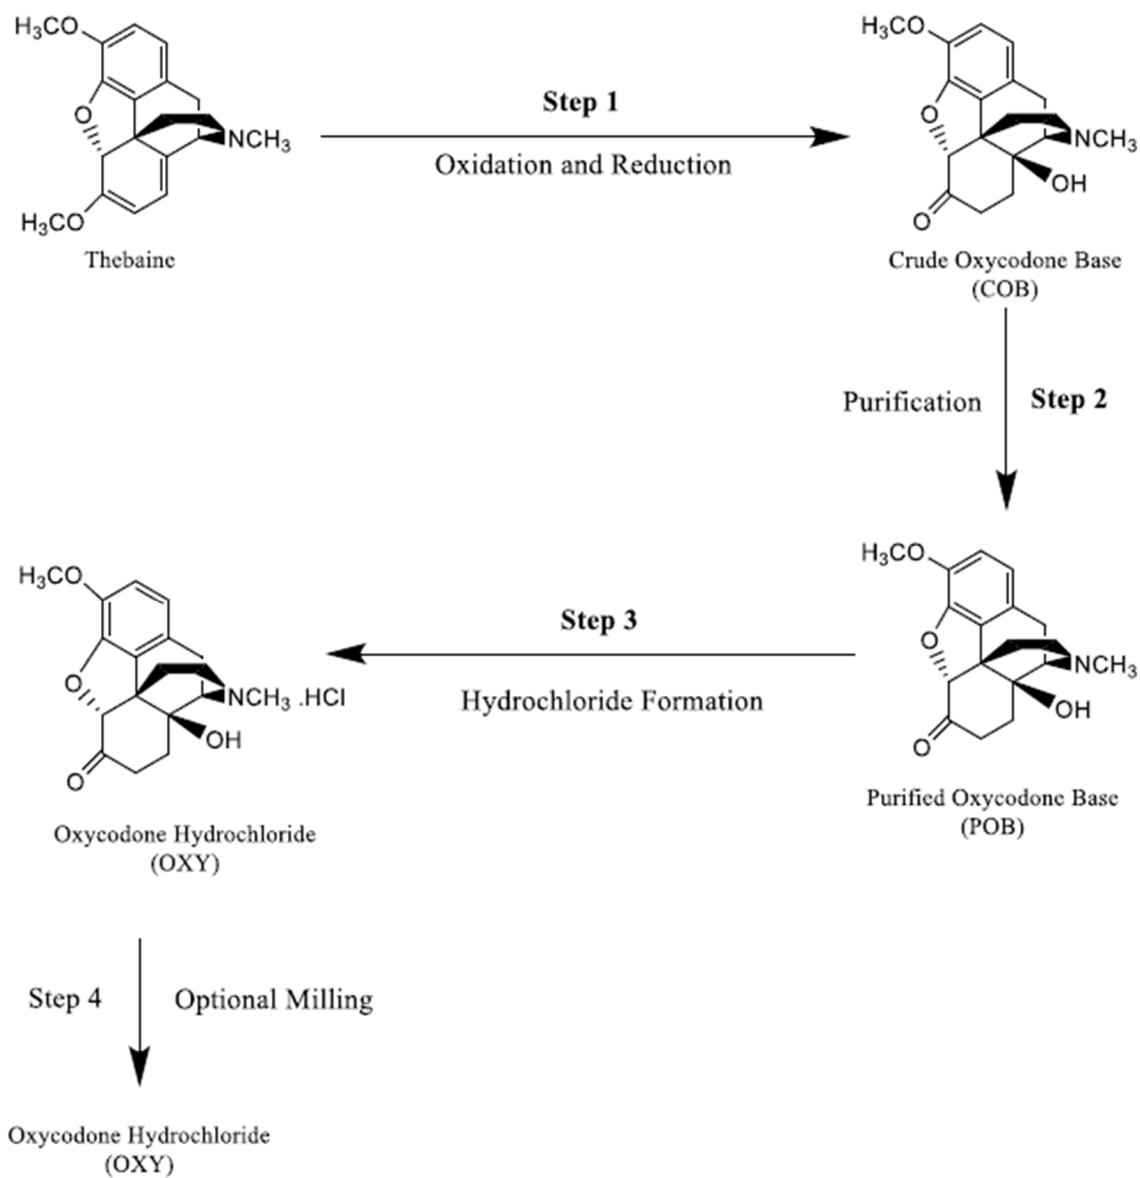 H₃CO
O
NCH₃
H₃CO
Thebaine
Step 1
Oxidation and Reduction
H₃CO
O
NCH₃
OH
O
Crude Oxycodone Base
(COB)
Purification
Step 2
H₃CO
O
NCH₃
OH
O
Purified Oxycodone Base
(POB)
Step 3
Hydrochloride Formation
H₃CO
O
NCH₃ .HCl
OH
O
Oxycodone Hydrochloride
(OXY)
Step 4
Optional Milling
Oxycodone Hydrochloride
(OXY)